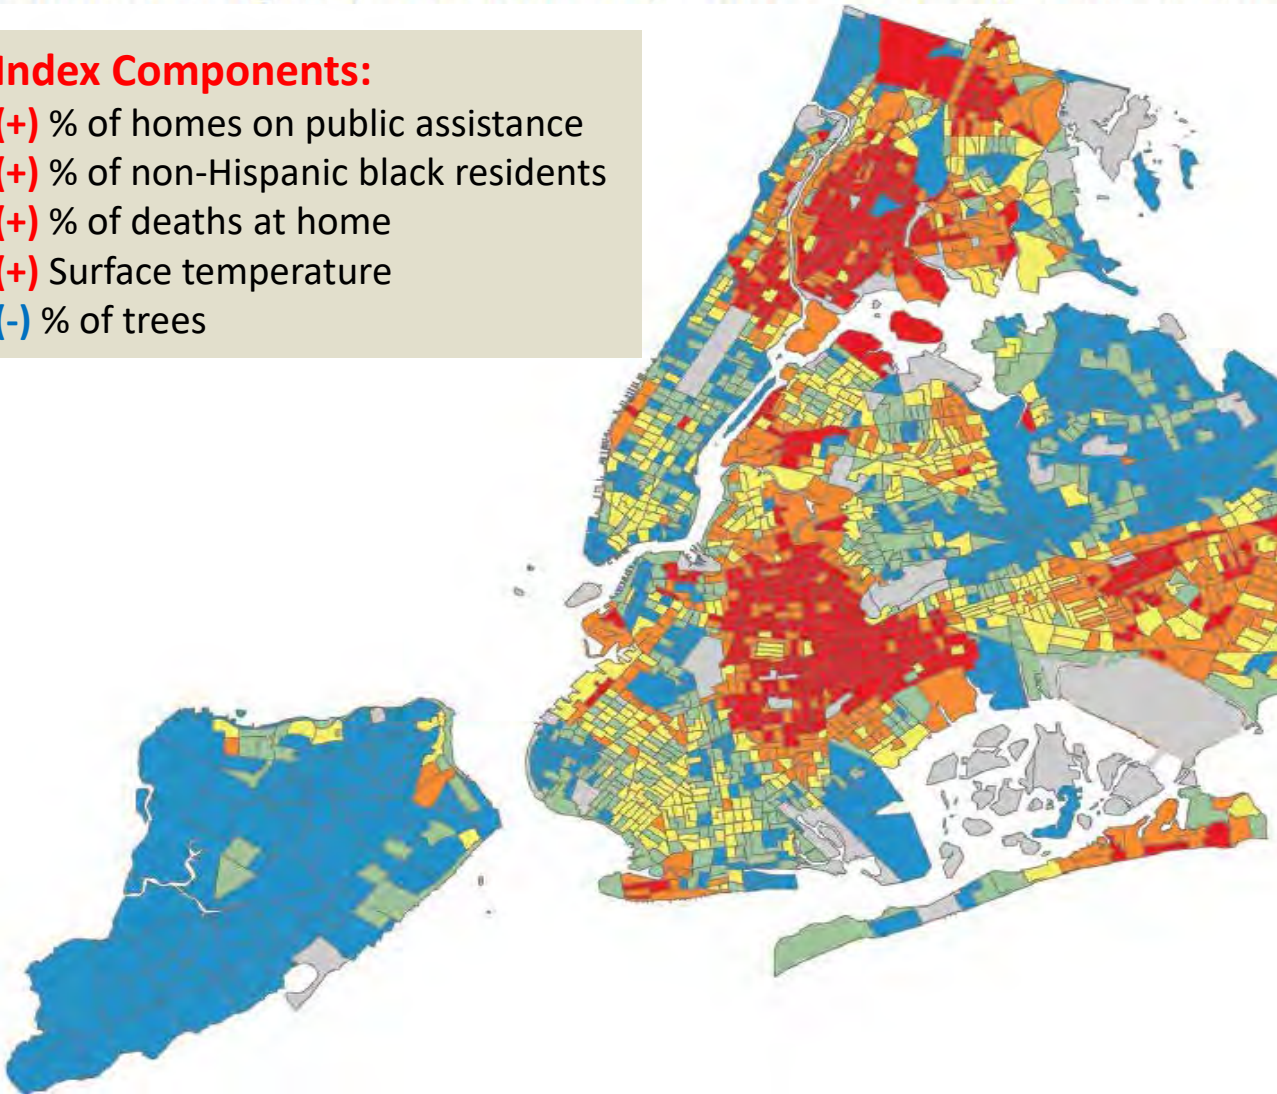 Index Components:
(+) % of homes on public assistance
(+) % of non-Hispanic black residents
(+) % of deaths at home
(+) Surface temperature
(-) % of trees